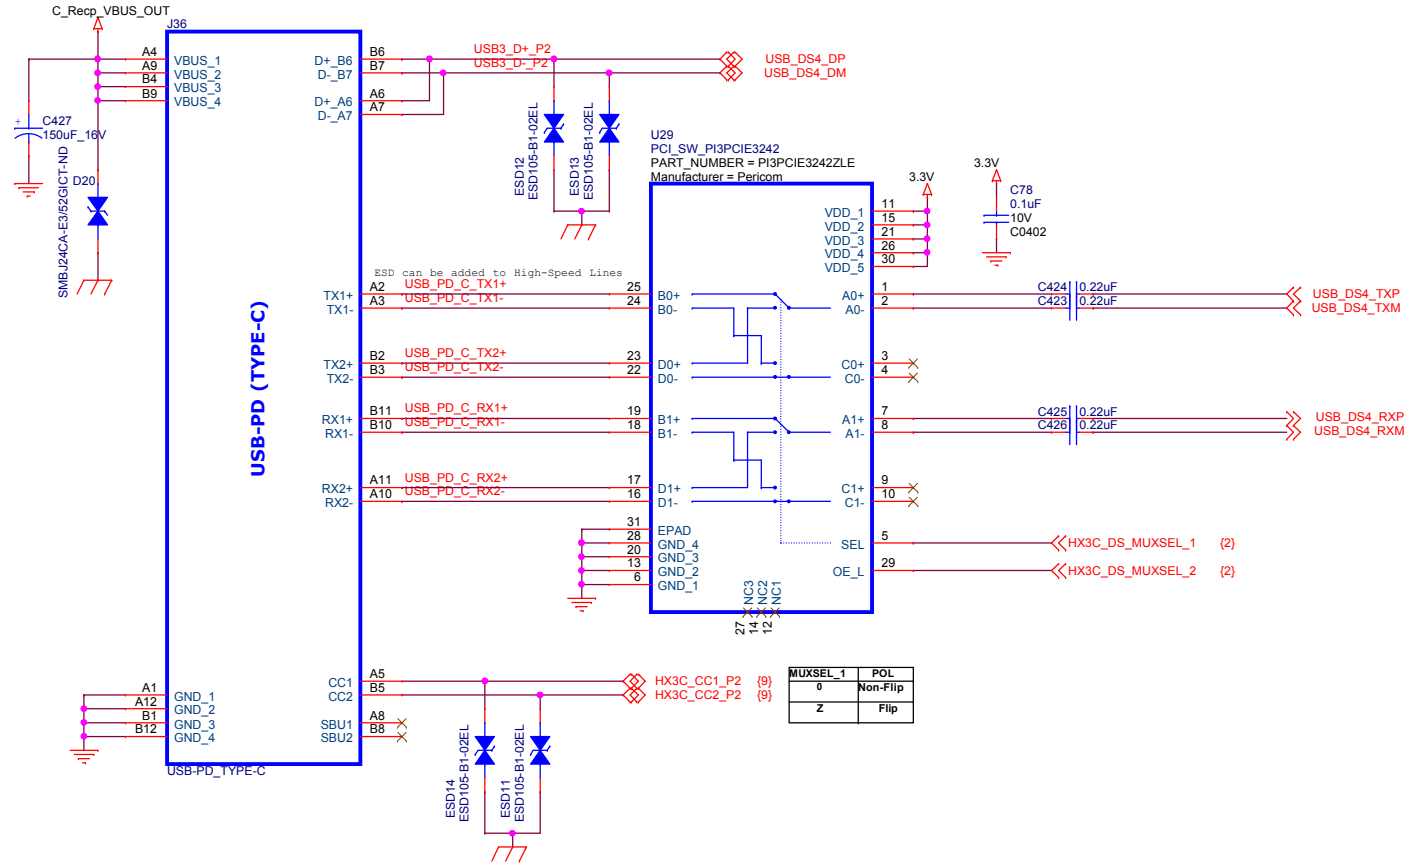 C_Recp_VBUS_OUT
J36
A4 VBUS_1
A9 VBUS_2
B4 VBUS_3
B9 VBUS_4
+ C427
150uF_16V
D20
SMBJ24CA-E3/52GICT-ND
USB-PD (TYPE-C)
D+_B6 B6 USB3_D+_P2 USB_DS4_DP
D-_B7 B7 USB3_D-_P2 USB_DS4_DM
D+_A6 A6
D-_A7 A7
ESD12
ESD105-B1-02EL
ESD13
ESD105-B1-02EL
U29
PCI_SW_PI3PCIE3242
PART_NUMBER = PI3PCIE3242ZLE
Manufacturer = Pericom
3.3V
3.3V
C78
0.1uF
10V
C0402
VDD_1 11
VDD_2 15
VDD_3 21
VDD_4 26
VDD_5 30
ESD can be added to High-Speed Lines
TX1+ A2 USB_PD_C_TX1+ 25 B0+
TX1- A3 USB_PD_C_TX1- 24 B0-
TX2+ B2 USB_PD_C_TX2+ 23 D0+
TX2- B3 USB_PD_C_TX2- 22 D0-
RX1+ B11 USB_PD_C_RX1+ 19 B1+
RX1- B10 USB_PD_C_RX1- 18 B1-
RX2+ A11 USB_PD_C_RX2+ 17 D1+
RX2- A10 USB_PD_C_RX2- 16 D1-
31 EPAD
28 GND_4
20 GND_3
13 GND_2
6 GND_1
A0+ 1 C424 0.22uF USB_DS4_TXP
A0- 2 C423 0.22uF USB_DS4_TXM
C0+ 3
C0- 4
A1+ 7 C425 0.22uF USB_DS4_RXP
A1- 8 C426 0.22uF USB_DS4_RXM
C1+ 9
C1- 10
SEL 5 HX3C_DS_MUXSEL_1 {2}
OE_L 29 HX3C_DS_MUXSEL_2 {2}
NC3 NC2 NC1
27 14 12
CC1 A5 HX3C_CC1_P2 {9}
CC2 B5 HX3C_CC2_P2 {9}
SBU1 A8
SBU2 B8
A1 GND_1
A12 GND_2
B1 GND_3
B12 GND_4
USB-PD_TYPE-C
ESD14
ESD105-B1-02EL
ESD11
ESD105-B1-02EL
MUXSEL_1 POL
0 Non-Flip
Z Flip